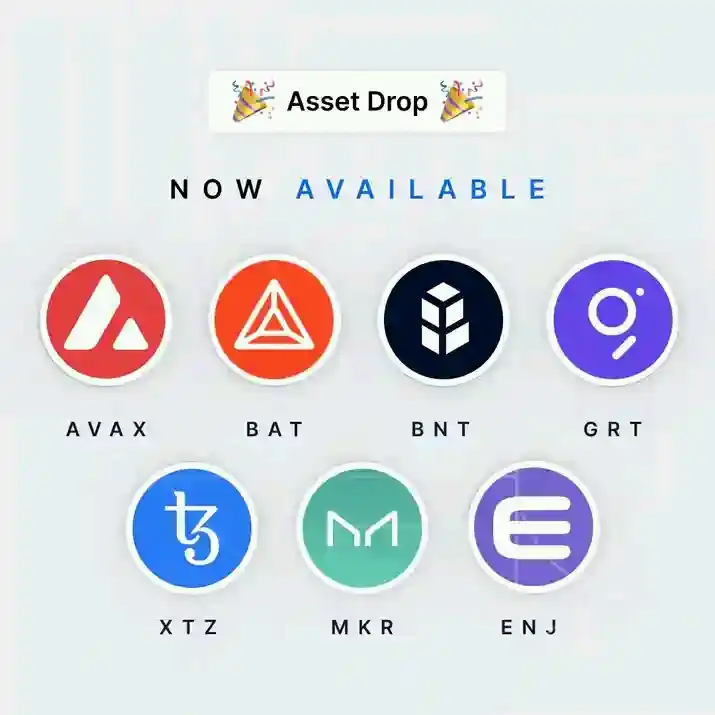 Asset Drop
NOW AVAILABLE
AVAX BAT BNT GRT
XTZ MKR ENJ